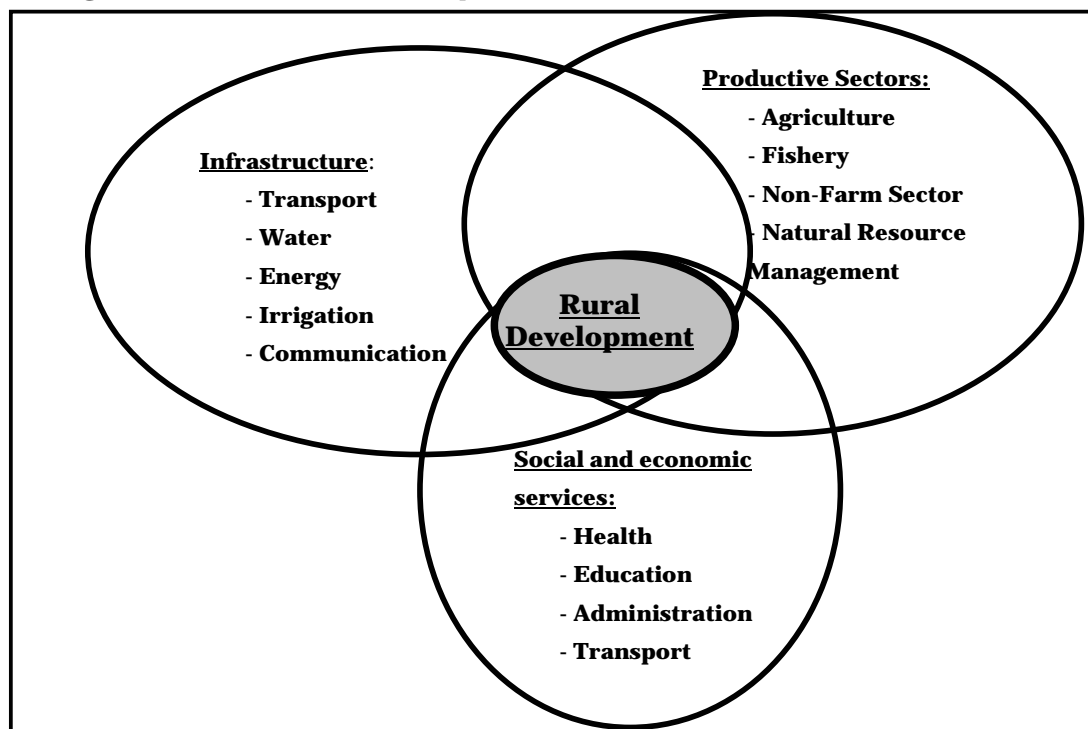 Infrastructure:
- Transport
- Water
- Energy
- Irrigation
- Communication
Productive Sectors:
- Agriculture
- Fishery
- Non-Farm Sector
- Natural Resource
Management
Rural
Development
Social and economic
services:
- Health
- Education
- Administration
- Transport